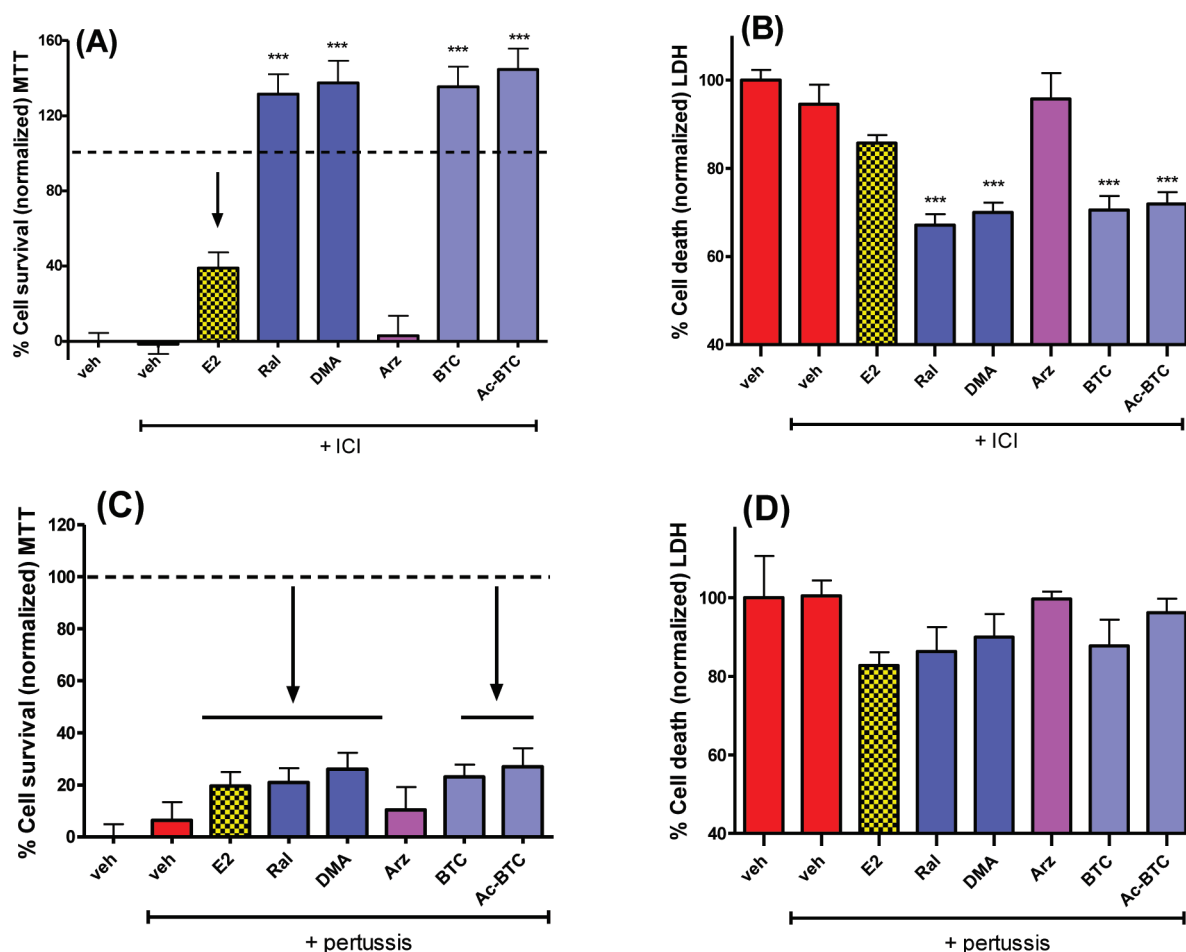 (A)
% Cell survival (normalized) MTT
160
120
80
40
0
***
***
***
***
veh
veh
E2
Ral
DMA
Arz
BTC
Ac-BTC
+ ICI
(B)
% Cell death (normalized) LDH
100
80
60
40
***
***
***
***
veh
veh
E2
Ral
DMA
Arz
BTC
Ac-BTC
+ ICI
(C)
% Cell survival (normalized) MTT
120
100
80
60
40
20
0
veh
veh
E2
Ral
DMA
Arz
BTC
Ac-BTC
+ pertussis
(D)
% Cell death (normalized) LDH
100
80
60
40
veh
veh
E2
Ral
DMA
Arz
BTC
Ac-BTC
+ pertussis